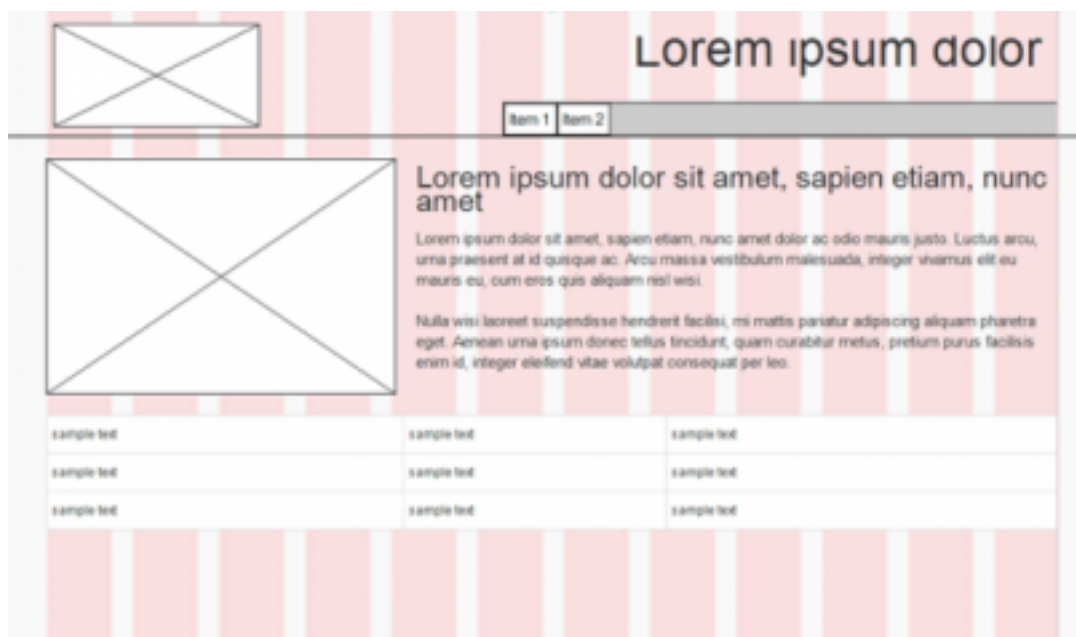 Lorem ipsum dolor
Item 1 Item 2
Lorem ipsum dolor sit amet, sapien etiam, nunc
amet
Lorem ipsum dolor sit amet, sapien etiam, nunc amet dolor ac odio mauris justo. Luctus arcu,
urna praesent at id quisque ac. Arcu massa vestibulum malesuada, integer vivamus elit eu
mauris eu, cum eros quis aliquam nisl wisi.
Nulla wisi laoreet suspendisse hendrerit facilisi, mi mattis pariatur adipiscing aliquam pharetra
eget. Aenean urna ipsum donec tellus tincidunt, quam curabitur metus, pretium purus facilisis
enim id, integer eleifend vitae volutpat consequat per leo.
sample text sample text sample text
sample text sample text sample text
sample text sample text sample text